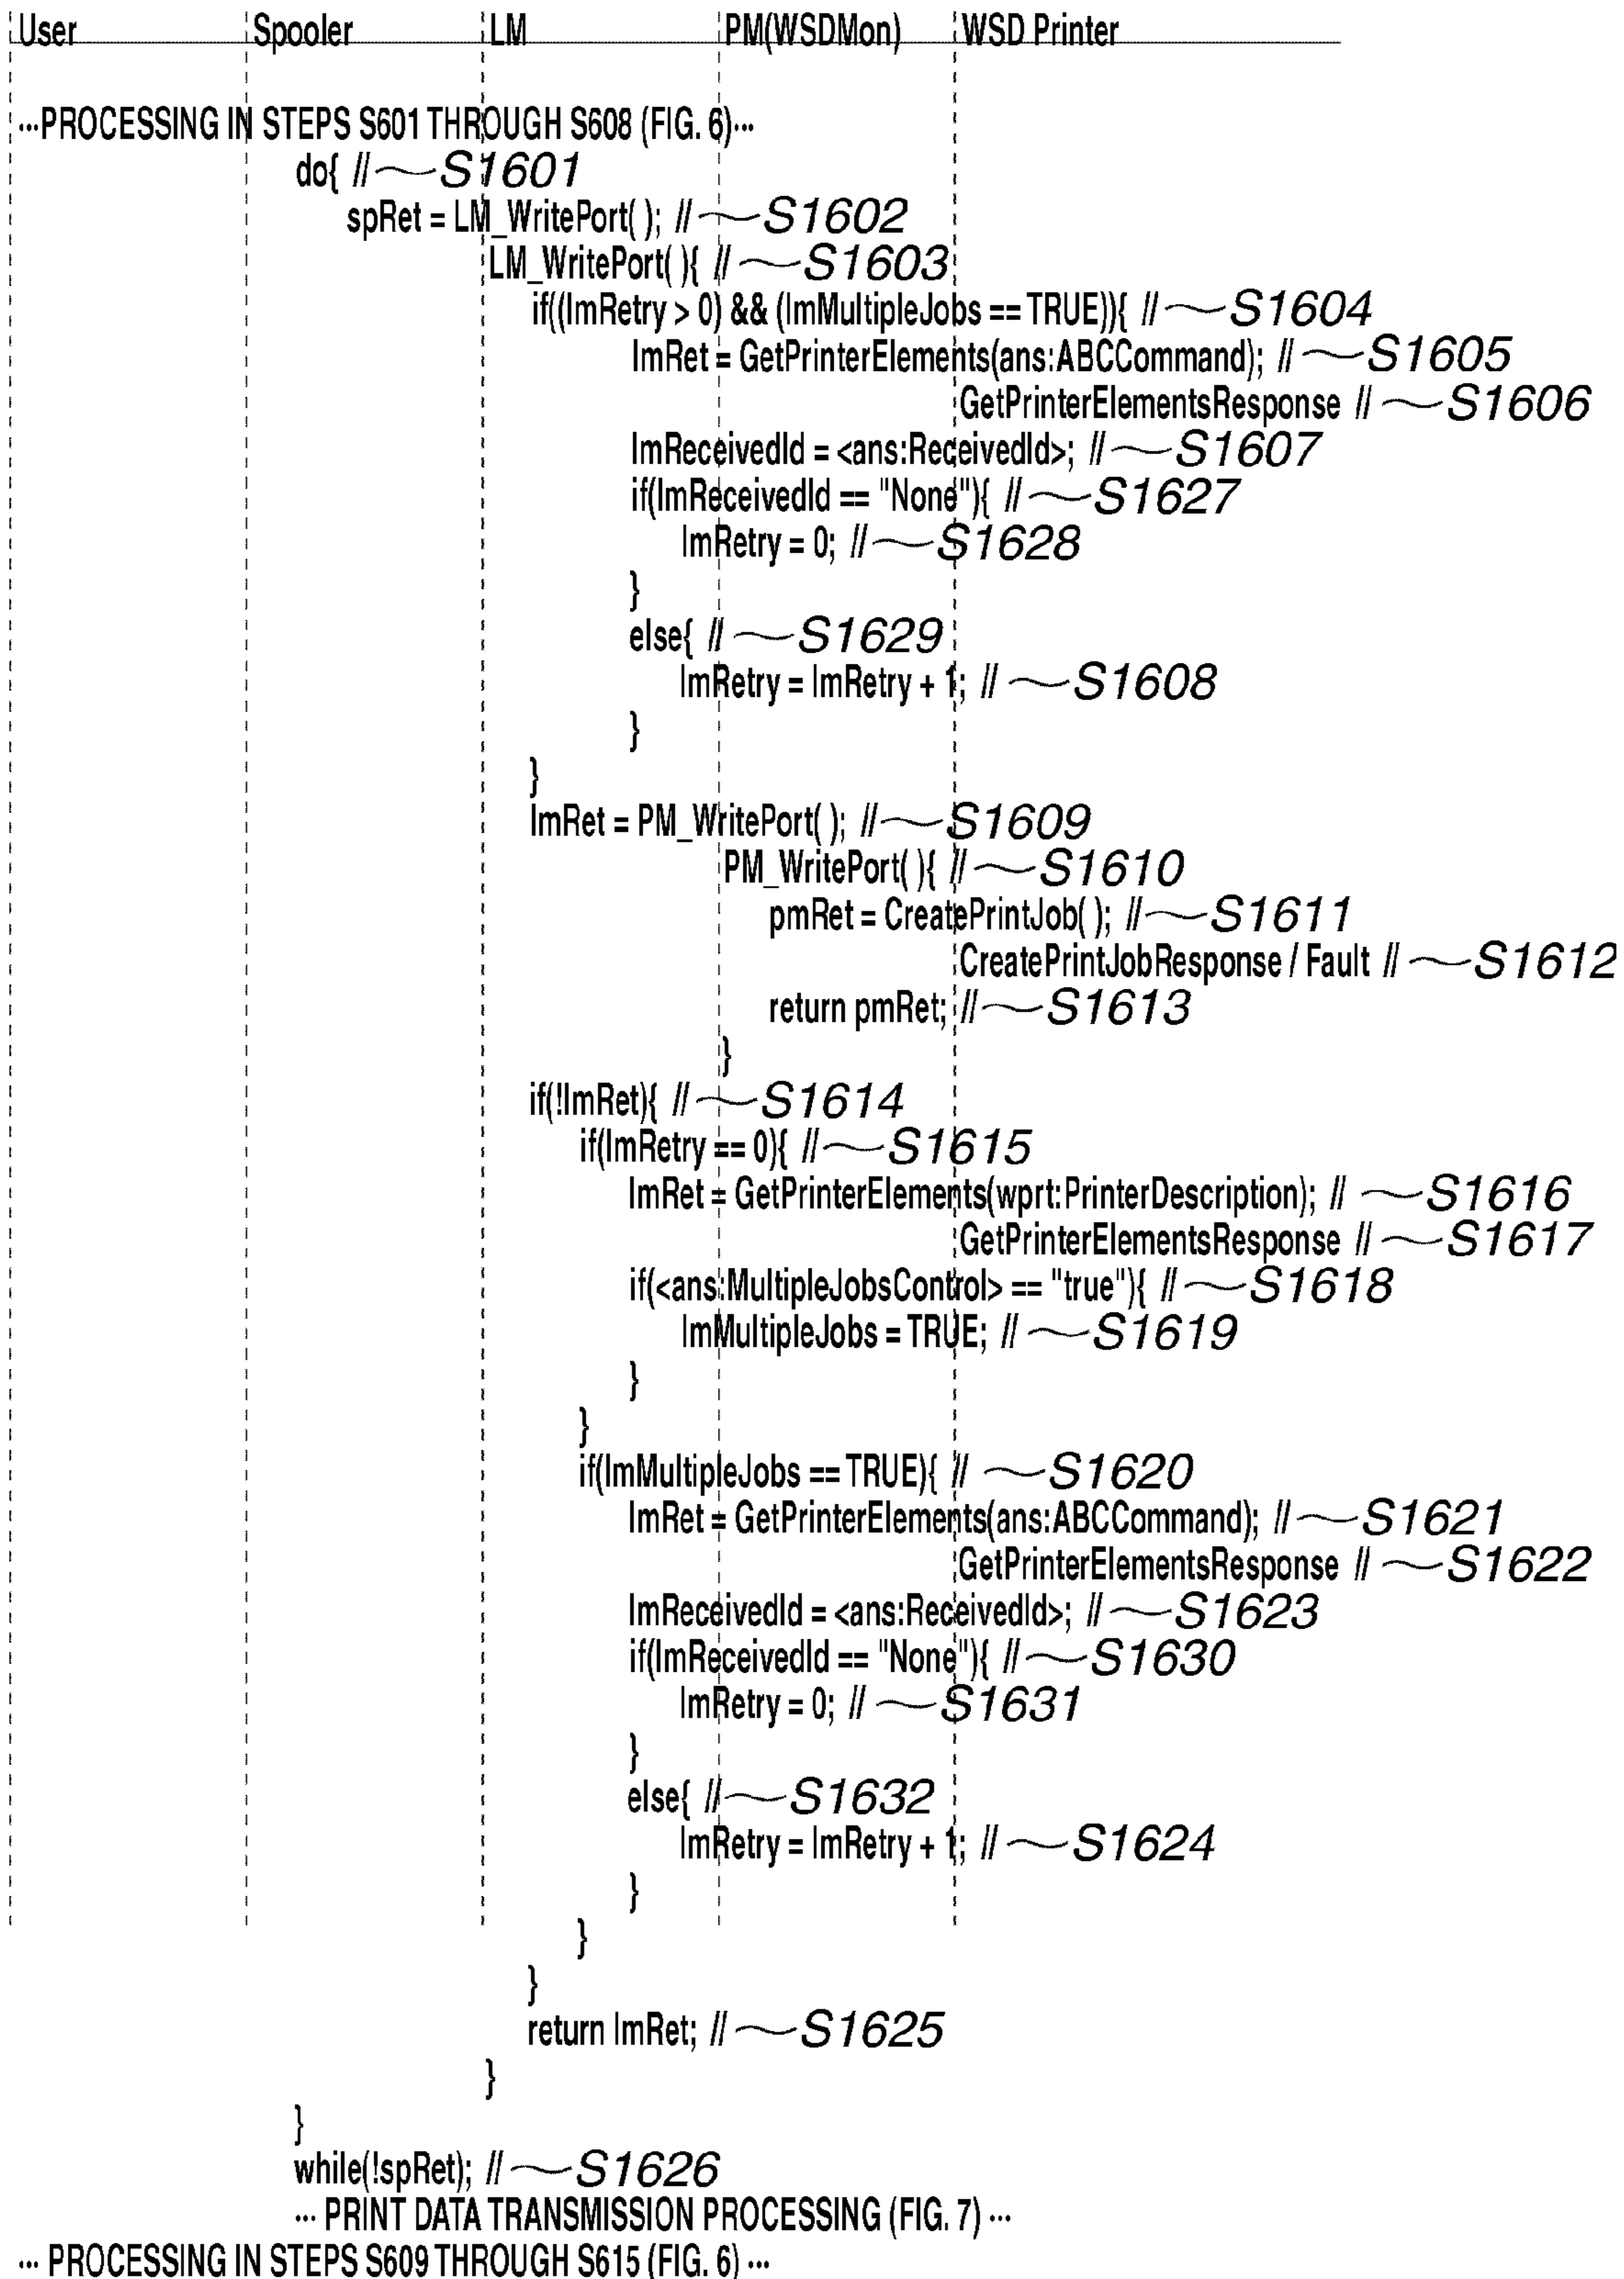 User Spooler LM PM(WSDMon) WSD Printer
···PROCESSING IN STEPS S601 THROUGH S608 (FIG. 6)···
do{ // S1601
spRet = LM_WritePort( ); // S1602
LM_WritePort( ){ // S1603
if((lmRetry > 0) && (lmMultipleJobs == TRUE)){ // S1604
lmRet = GetPrinterElements(ans:ABCCommand); // S1605
GetPrinterElementsResponse // S1606
lmReceivedId = <ans:ReceivedId>; // S1607
if(lmReceivedId == "None"){ // S1627
lmRetry = 0; // S1628
}
else{ // S1629
lmRetry = lmRetry + 1; // S1608
}
}
lmRet = PM_WritePort( ); // S1609
PM_WritePort( ){ // S1610
pmRet = CreatePrintJob( ); // S1611
CreatePrintJobResponse / Fault // S1612
return pmRet; // S1613
}
if(!lmRet){ // S1614
if(lmRetry == 0){ // S1615
lmRet = GetPrinterElements(wprt:PrinterDescription); // S1616
GetPrinterElementsResponse // S1617
if(<ans:MultipleJobsControl> == "true"){ // S1618
lmMultipleJobs = TRUE; // S1619
}
}
if(lmMultipleJobs == TRUE){ // S1620
lmRet = GetPrinterElements(ans:ABCCommand); // S1621
GetPrinterElementsResponse // S1622
lmReceivedId = <ans:ReceivedId>; // S1623
if(lmReceivedId == "None"){ // S1630
lmRetry = 0; // S1631
}
else{ // S1632
lmRetry = lmRetry + 1; // S1624
}
}
}
return lmRet; // S1625
}
}
while(!spRet); // S1626
··· PRINT DATA TRANSMISSION PROCESSING (FIG. 7) ···
··· PROCESSING IN STEPS S609 THROUGH S615 (FIG. 6) ···